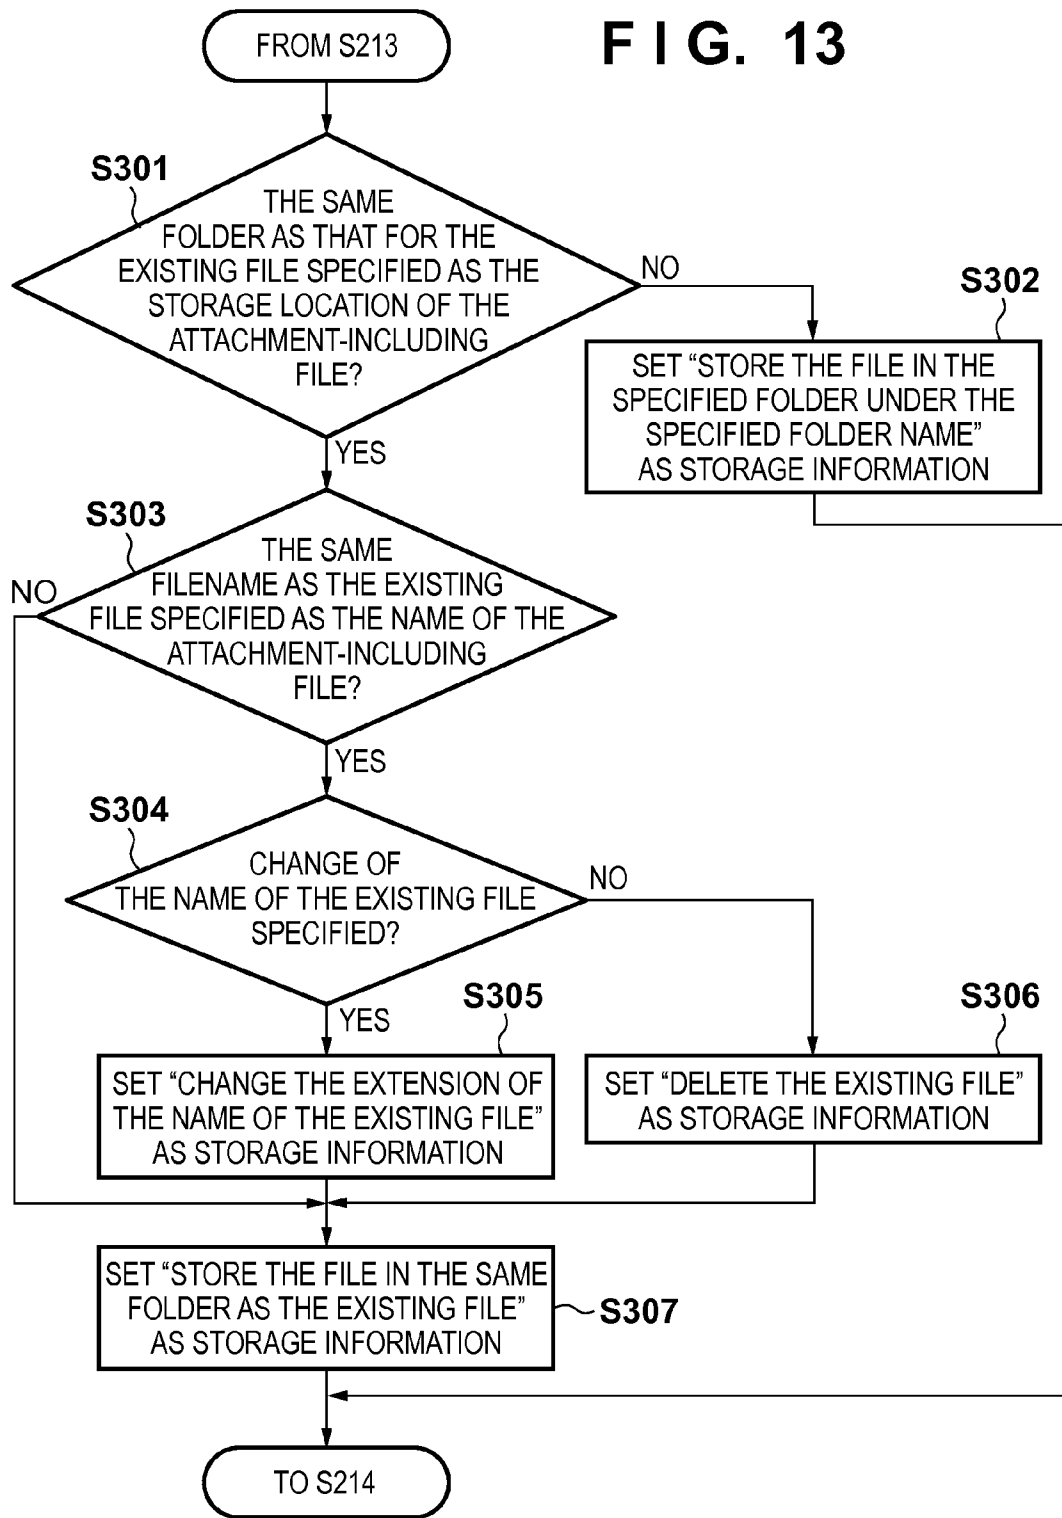 FROM S213
FIG. 13
S301
THE SAME
FOLDER AS THAT FOR THE
EXISTING FILE SPECIFIED AS THE
STORAGE LOCATION OF THE
ATTACHMENT-INCLUDING
FILE?
NO
YES
S302
SET “STORE THE FILE IN THE
SPECIFIED FOLDER UNDER THE
SPECIFIED FOLDER NAME”
AS STORAGE INFORMATION
S303
THE SAME
FILENAME AS THE EXISTING
FILE SPECIFIED AS THE NAME OF THE
ATTACHMENT-INCLUDING
FILE?
NO
YES
S304
CHANGE OF
THE NAME OF THE EXISTING FILE
SPECIFIED?
NO
YES
S305
SET “CHANGE THE EXTENSION OF
THE NAME OF THE EXISTING FILE”
AS STORAGE INFORMATION
S306
SET “DELETE THE EXISTING FILE”
AS STORAGE INFORMATION
SET “STORE THE FILE IN THE SAME
FOLDER AS THE EXISTING FILE”
AS STORAGE INFORMATION
S307
TO S214